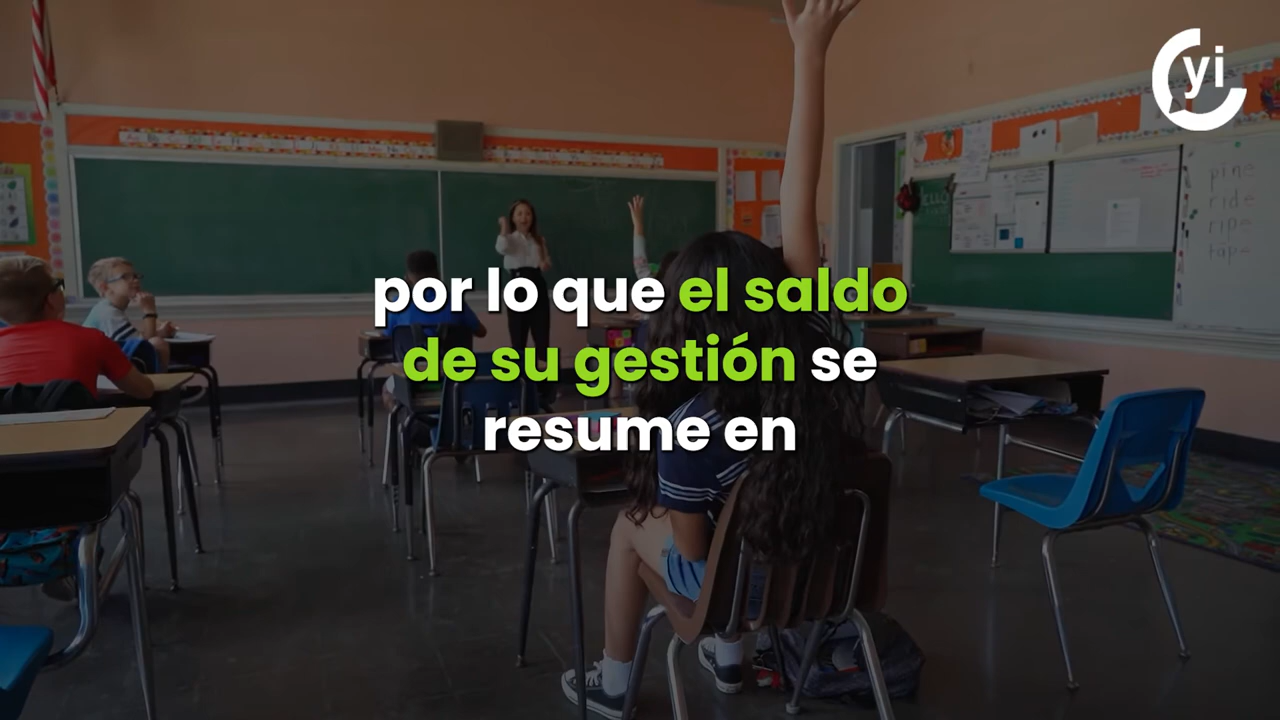 yi
por lo que el saldo
de su gestión se
resume en
pine
ride
ripe
tape